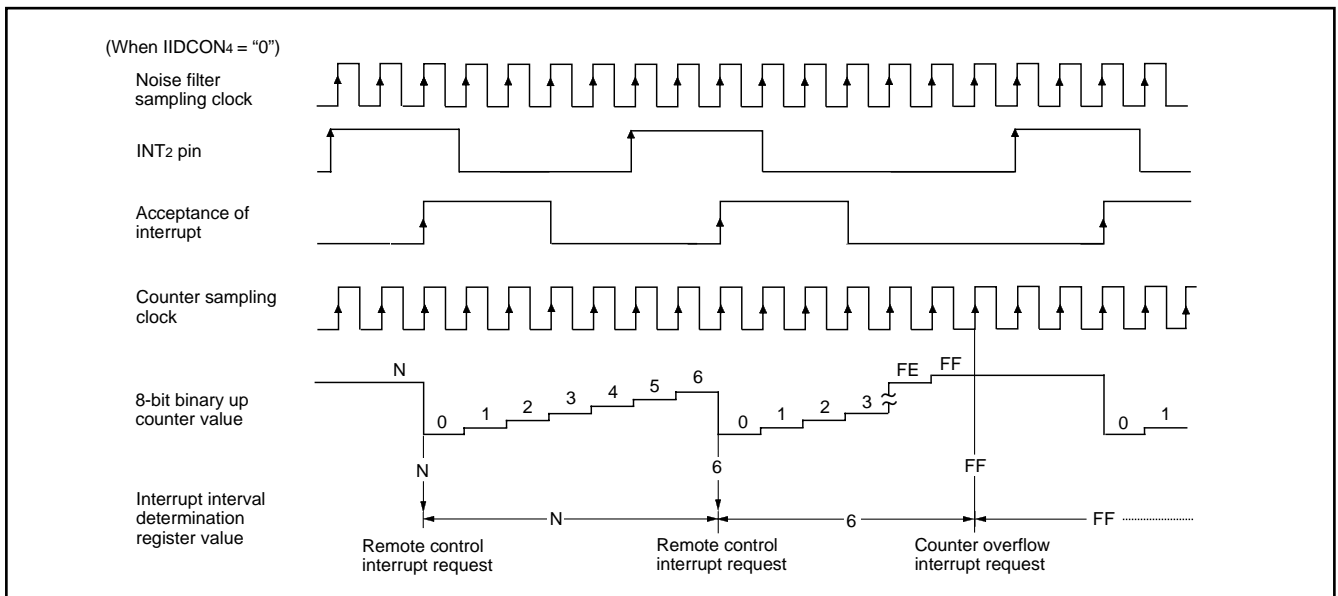 (When IIDCON4 = “0”)
Noise filter
sampling clock
INT2 pin
Acceptance of
interrupt
Counter sampling
clock
8-bit binary up
counter value
N
0
1
2
3
4
5
6
0
1
2
3
FE
FF
0
1
N
6
FF
Interrupt interval
determination
register value
N
6
FF
Remote control
interrupt request
Remote control
interrupt request
Counter overflow
interrupt request